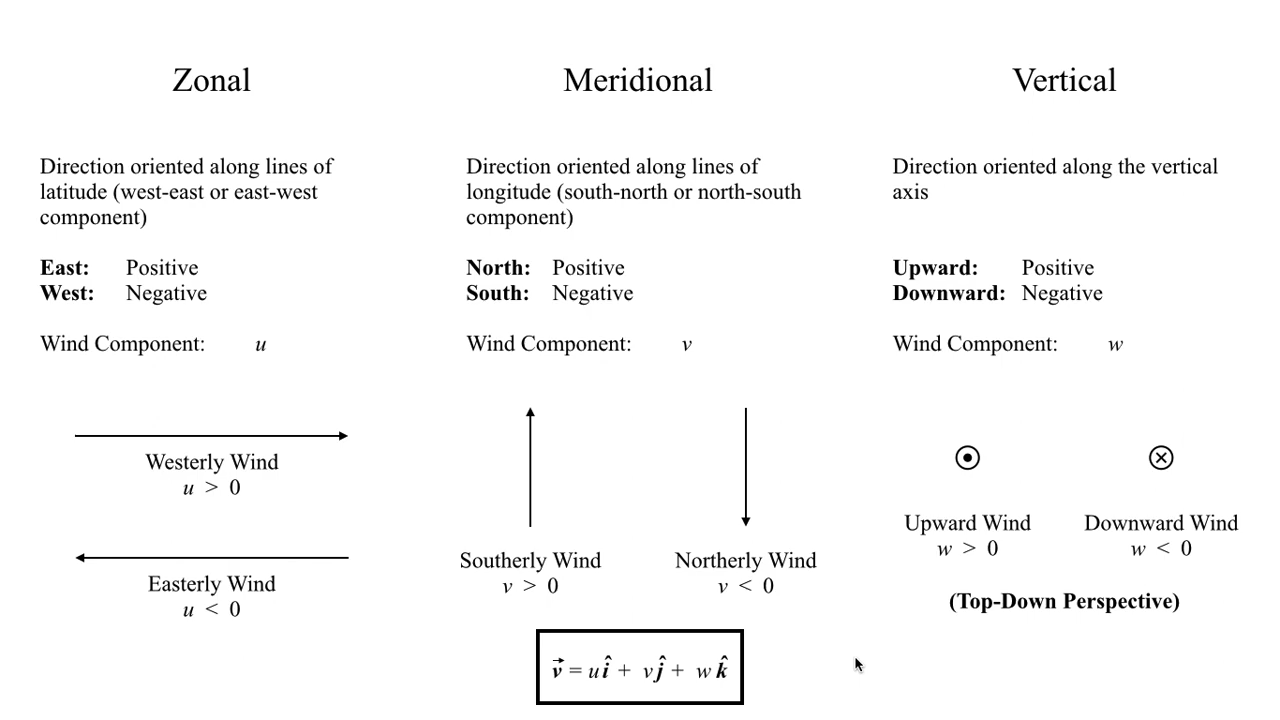 Zonal
Direction oriented along lines of
latitude (west-east or east-west
component)
East: Positive
West: Negative
Wind Component: u
Westerly Wind
u > 0
Easterly Wind
u < 0
Meridional
Direction oriented along lines of
longitude (south-north or north-south
component)
North: Positive
South: Negative
Wind Component: v
Southerly Wind
v > 0
Northerly Wind
v < 0
Vertical
Direction oriented along the vertical
axis
Upward: Positive
Downward: Negative
Wind Component: w
Upward Wind
w > 0
Downward Wind
w < 0
(Top-Down Perspective)
v⃗ = u î + v ĵ + w k̂